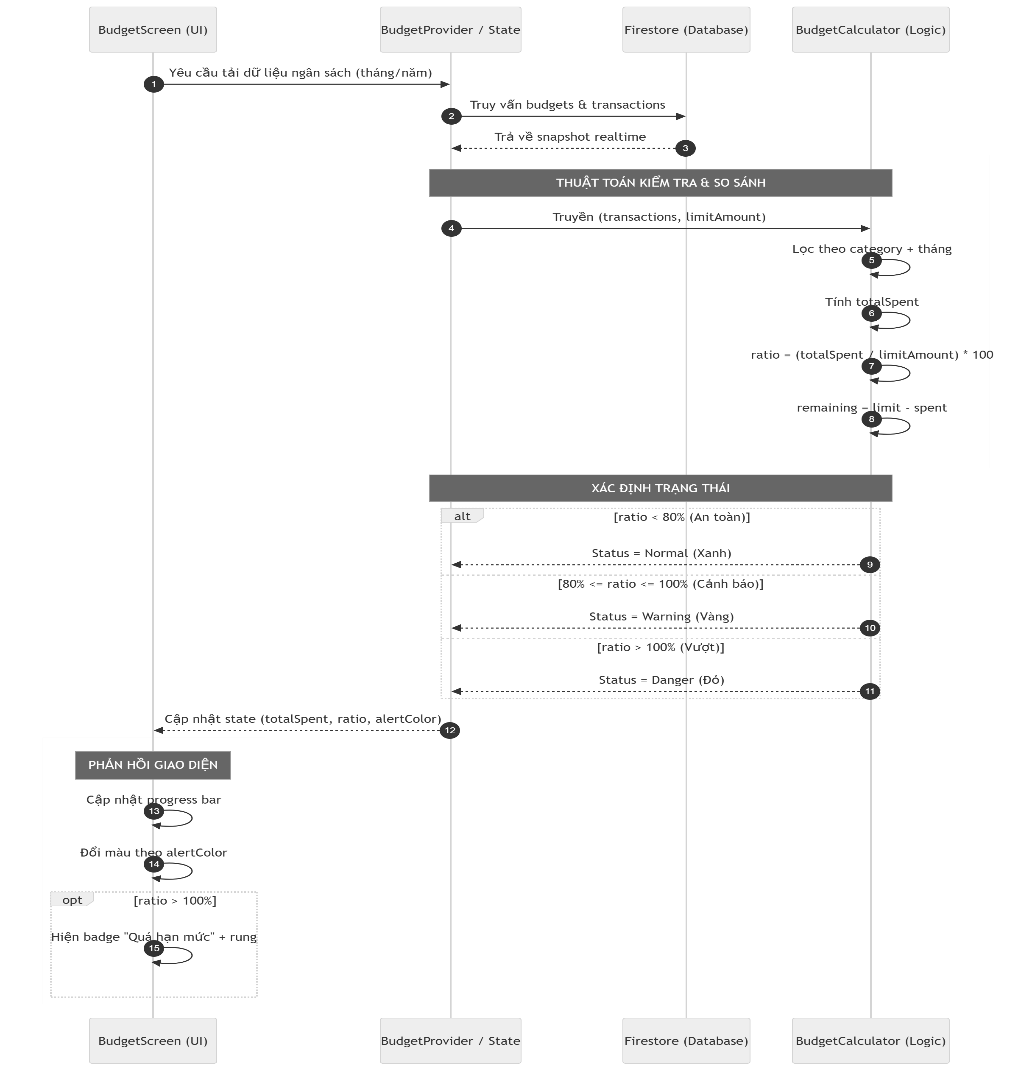 BudgetScreen (UI)
BudgetProvider / State
Firestore (Database)
BudgetCalculator (Logic)
Yêu cầu tải dữ liệu ngân sách (tháng/năm)
1
Truy vấn budgets & transactions
2
Trả về snapshot realtime
3
THUẬT TOÁN KIỂM TRA & SO SÁNH
Truyền (transactions, limitAmount)
4
Lọc theo category + tháng
5
Tính totalSpent
6
ratio = (totalSpent / limitAmount) * 100
7
remaining = limit - spent
8
XÁC ĐỊNH TRẠNG THÁI
alt
[ratio < 80% (An toàn)]
Status = Normal (Xanh)
9
[80% <= ratio <= 100% (Cảnh báo)]
Status = Warning (Vàng)
10
[ratio > 100% (Vượt)]
Status = Danger (Đỏ)
11
Cập nhật state (totalSpent, ratio, alertColor)
12
PHẢN HỒI GIAO DIỆN
Cập nhật progress bar
13
Đổi màu theo alertColor
14
opt
[ratio > 100%]
Hiện badge "Quá hạn mức" + rung
15
BudgetScreen (UI)
BudgetProvider / State
Firestore (Database)
BudgetCalculator (Logic)